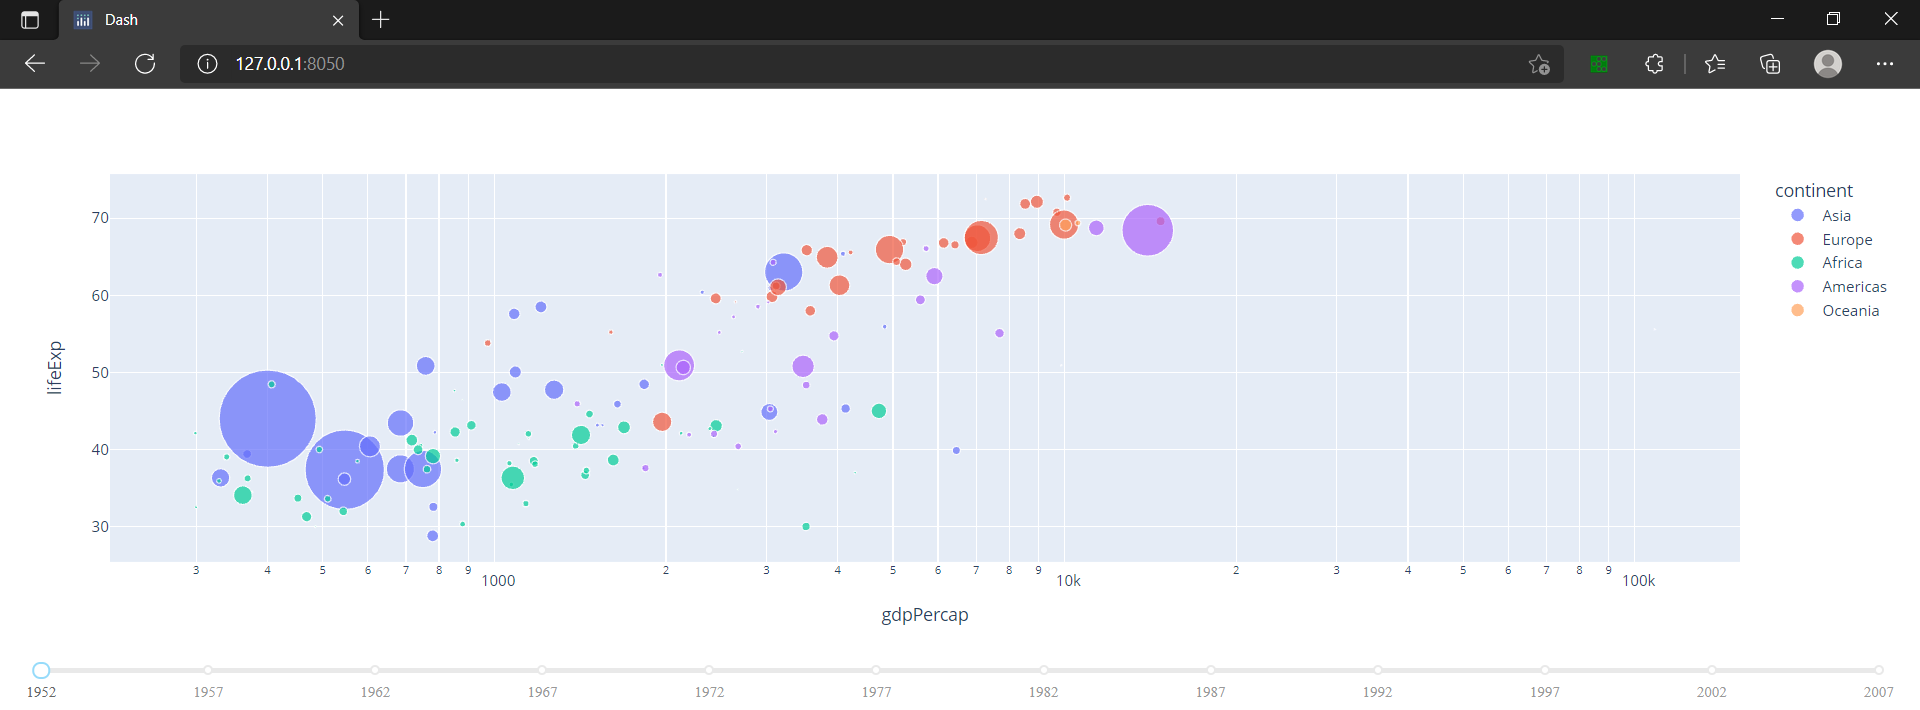 Dash
127.0.0.1:8050
continent
Asia
Europe
Africa
Americas
Oceania
70
60
50
40
30
lifeExp
3 4 5 6 7 8 9 1000 2 3 4 5 6 7 8 9 10k 2 3 4 5 6 7 8 9 100k
gdpPercap
1952 1957 1962 1967 1972 1977 1982 1987 1992 1997 2002 2007